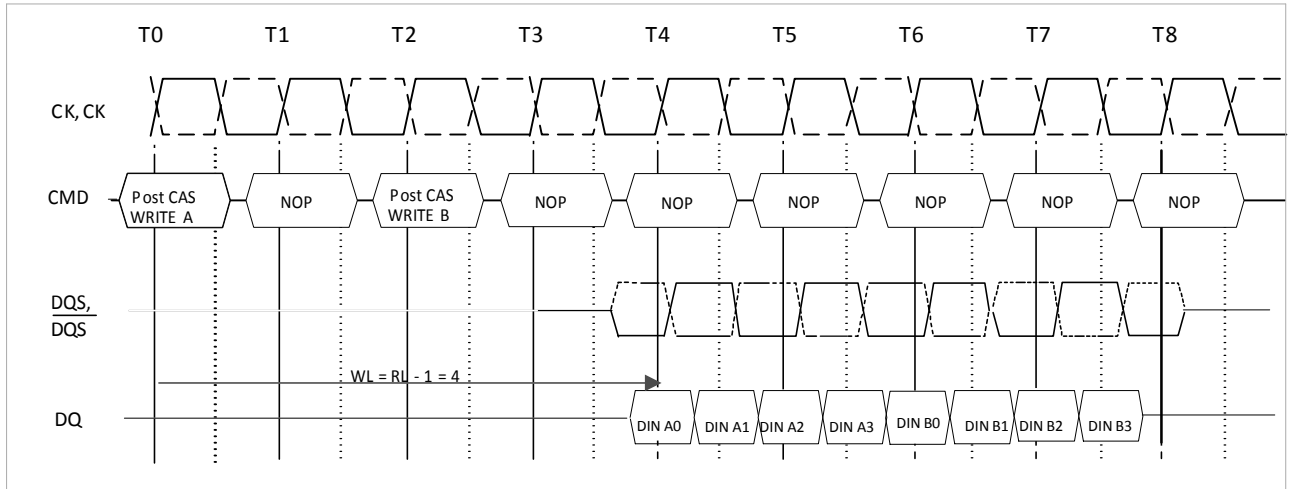 T0 T1 T2 T3 T4 T5 T6 T7 T8
CK, CK
CMD
Post CAS
WRITE A
NOP
Post CAS
WRITE B
NOP
NOP
NOP
NOP
NOP
NOP
DQS,
DQS
WL = RL - 1 = 4
DQ
DIN A0 DIN A1 DIN A2 DIN A3 DIN B0 DIN B1 DIN B2 DIN B3